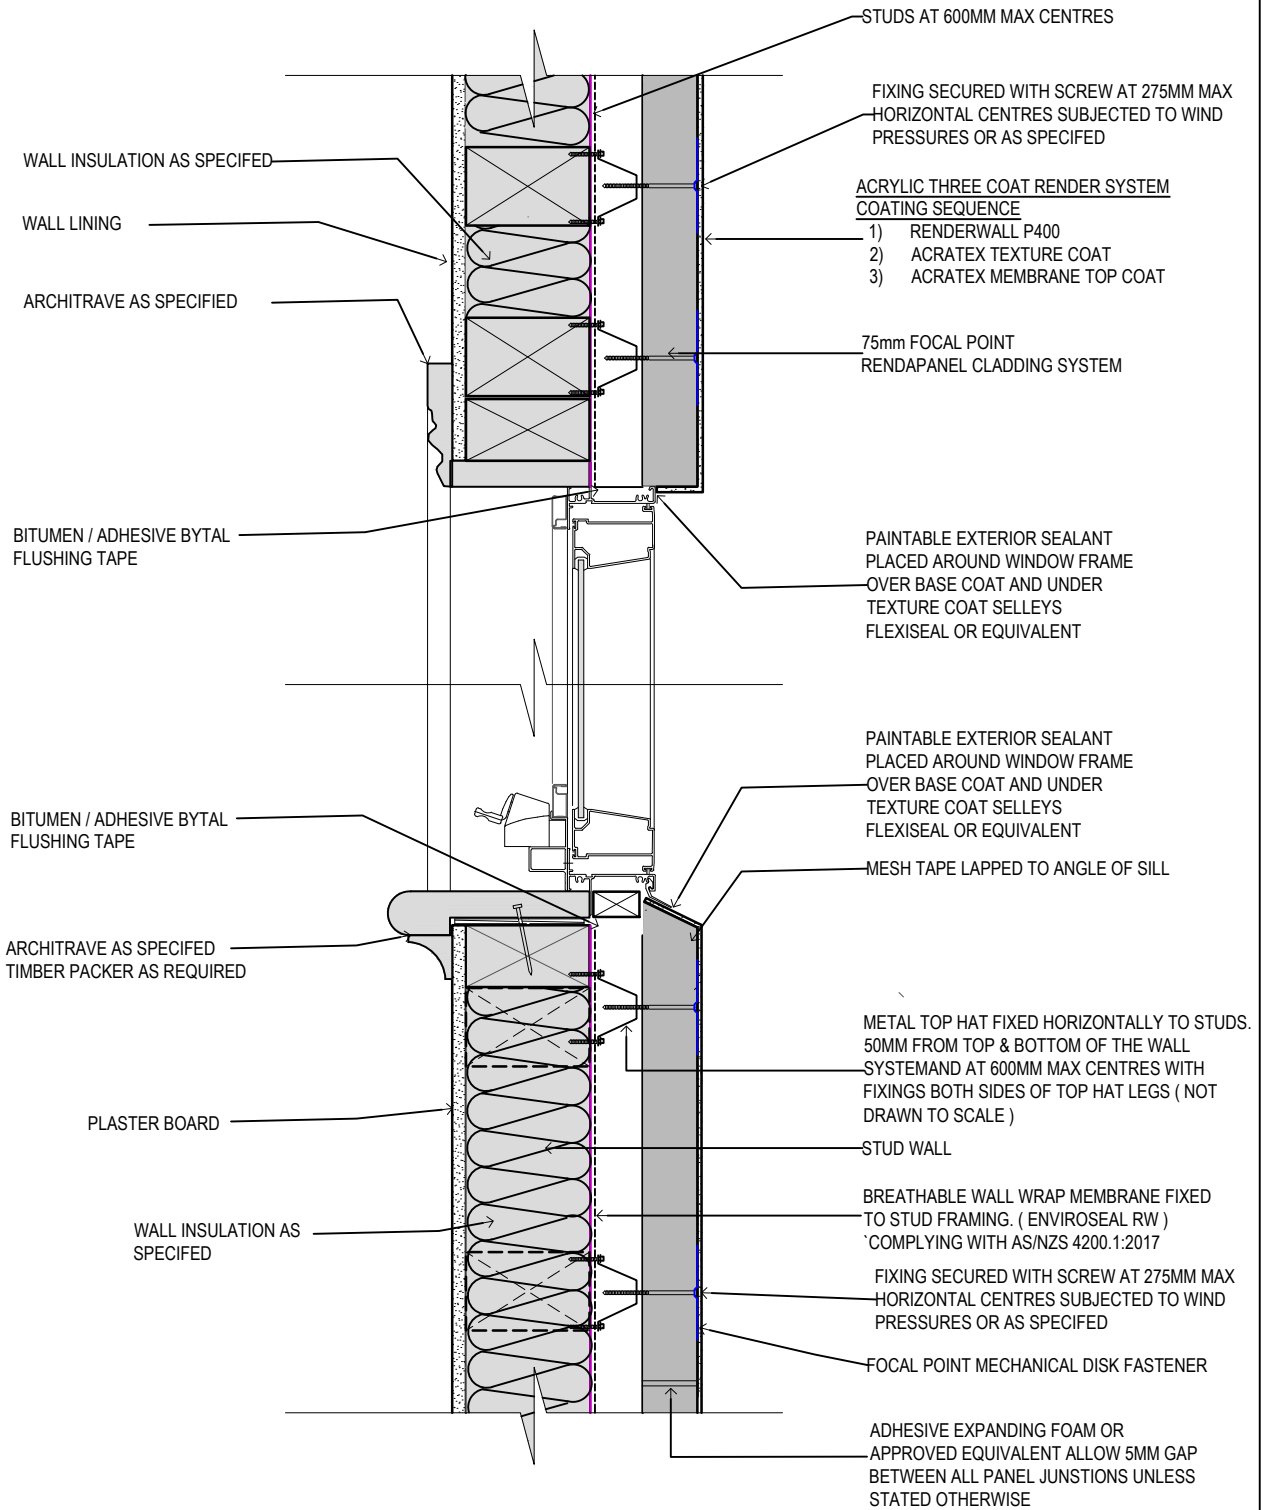 STUDS AT 600MM MAX CENTRES
FIXING SECURED WITH SCREW AT 275MM MAX
HORIZONTAL CENTRES SUBJECTED TO WIND
PRESSURES OR AS SPECIFED
WALL INSULATION AS SPECIFED
ACRYLIC THREE COAT RENDER SYSTEM
COATING SEQUENCE
1) RENDERWALL P400
2) ACRATEX TEXTURE COAT
3) ACRATEX MEMBRANE TOP COAT
WALL LINING
ARCHITRAVE AS SPECIFIED
75mm FOCAL POINT
RENDAPANEL CLADDING SYSTEM
BITUMEN / ADHESIVE BYTAL
FLUSHING TAPE
PAINTABLE EXTERIOR SEALANT
PLACED AROUND WINDOW FRAME
OVER BASE COAT AND UNDER
TEXTURE COAT SELLEYS
FLEXISEAL OR EQUIVALENT
PAINTABLE EXTERIOR SEALANT
PLACED AROUND WINDOW FRAME
OVER BASE COAT AND UNDER
TEXTURE COAT SELLEYS
FLEXISEAL OR EQUIVALENT
BITUMEN / ADHESIVE BYTAL
FLUSHING TAPE
MESH TAPE LAPPED TO ANGLE OF SILL
ARCHITRAVE AS SPECIFED
TIMBER PACKER AS REQUIRED
METAL TOP HAT FIXED HORIZONTALLY TO STUDS.
50MM FROM TOP & BOTTOM OF THE WALL
SYSTEMAND AT 600MM MAX CENTRES WITH
FIXINGS BOTH SIDES OF TOP HAT LEGS ( NOT
DRAWN TO SCALE )
PLASTER BOARD
STUD WALL
BREATHABLE WALL WRAP MEMBRANE FIXED
TO STUD FRAMING. ( ENVIROSEAL RW )
`COMPLYING WITH AS/NZS 4200.1:2017
WALL INSULATION AS
SPECIFED
FIXING SECURED WITH SCREW AT 275MM MAX
HORIZONTAL CENTRES SUBJECTED TO WIND
PRESSURES OR AS SPECIFED
FOCAL POINT MECHANICAL DISK FASTENER
ADHESIVE EXPANDING FOAM OR
APPROVED EQUIVALENT ALLOW 5MM GAP
BETWEEN ALL PANEL JUNSTIONS UNLESS
STATED OTHERWISE